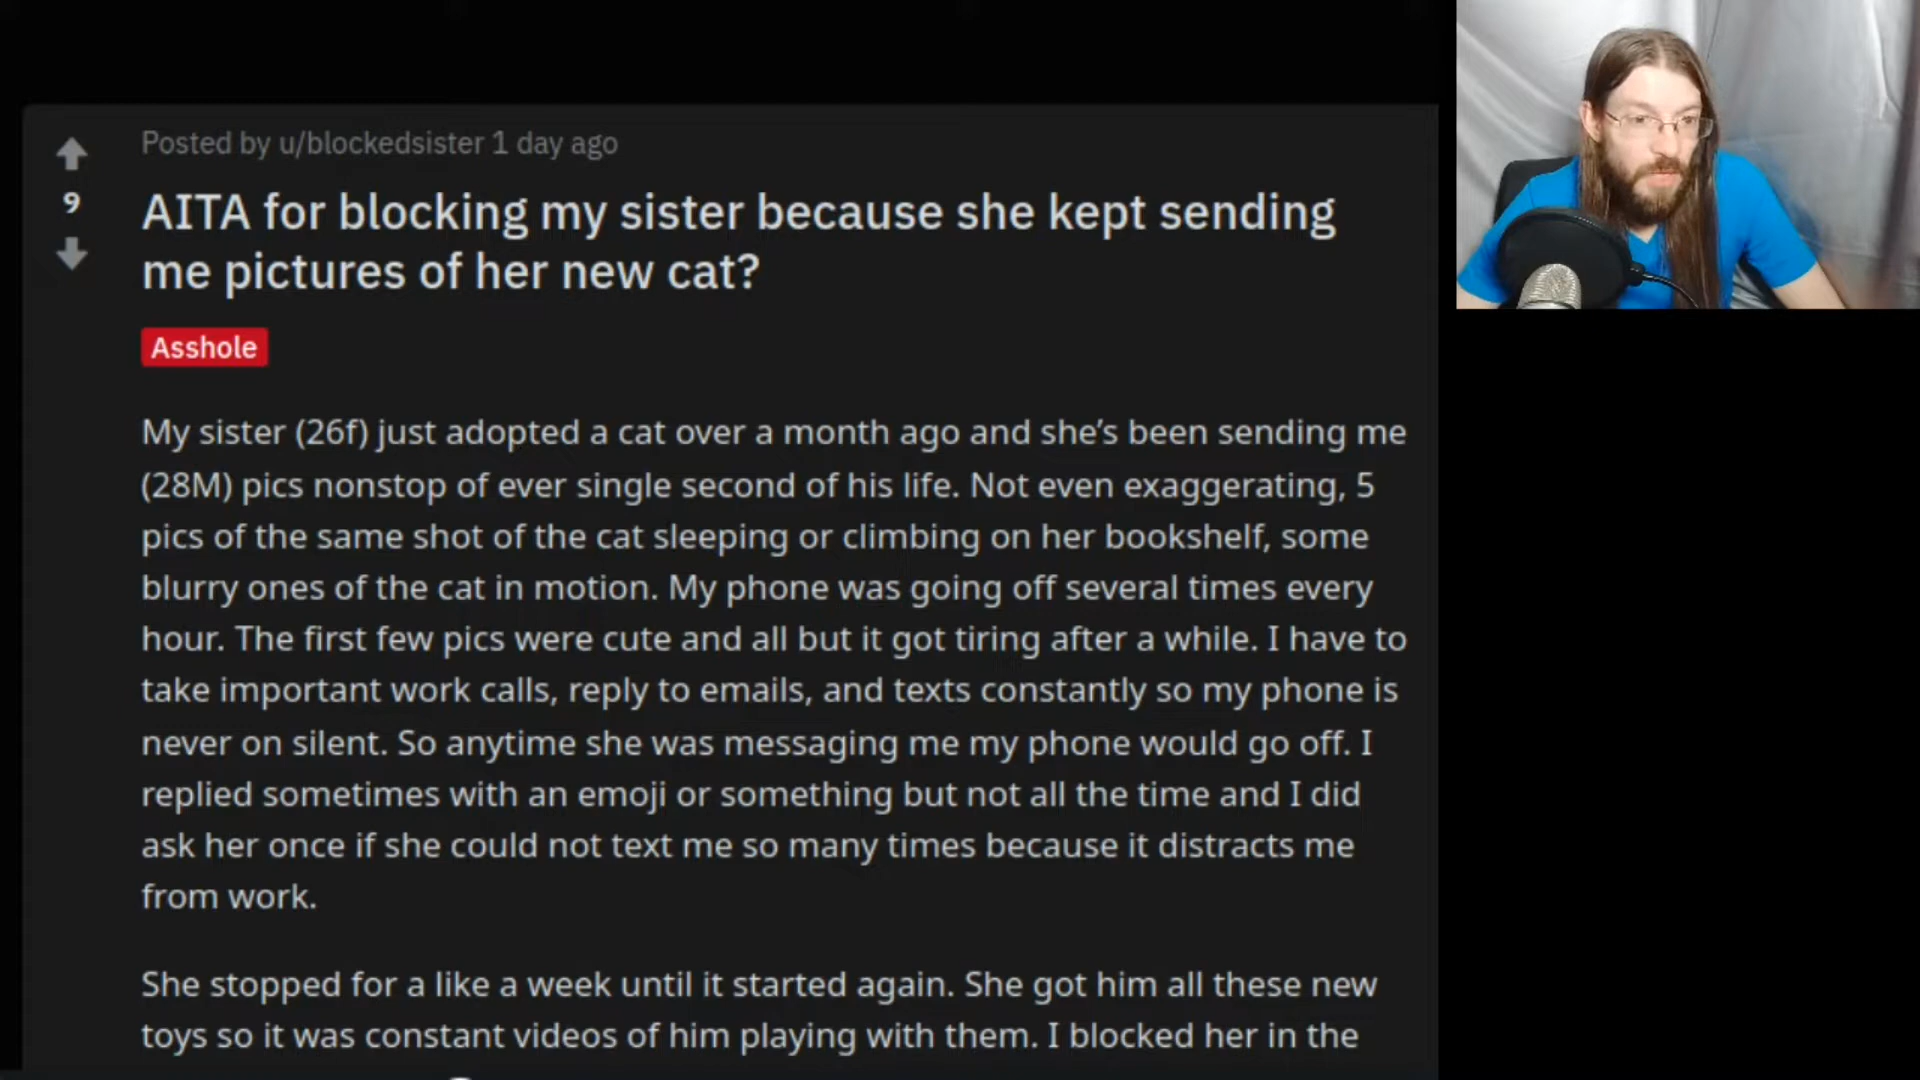 Posted by u/blockedsister 1 day ago
9
AITA for blocking my sister because she kept sending
me pictures of her new cat?
Asshole
My sister (26f) just adopted a cat over a month ago and she's been sending me
(28M) pics nonstop of ever single second of his life. Not even exaggerating, 5
pics of the same shot of the cat sleeping or climbing on her bookshelf, some
blurry ones of the cat in motion. My phone was going off several times every
hour. The first few pics were cute and all but it got tiring after a while. I have to
take important work calls, reply to emails, and texts constantly so my phone is
never on silent. So anytime she was messaging me my phone would go off. I
replied sometimes with an emoji or something but not all the time and I did
ask her once if she could not text me so many times because it distracts me
from work.
She stopped for a like a week until it started again. She got him all these new
toys so it was constant videos of him playing with them. I blocked her in the